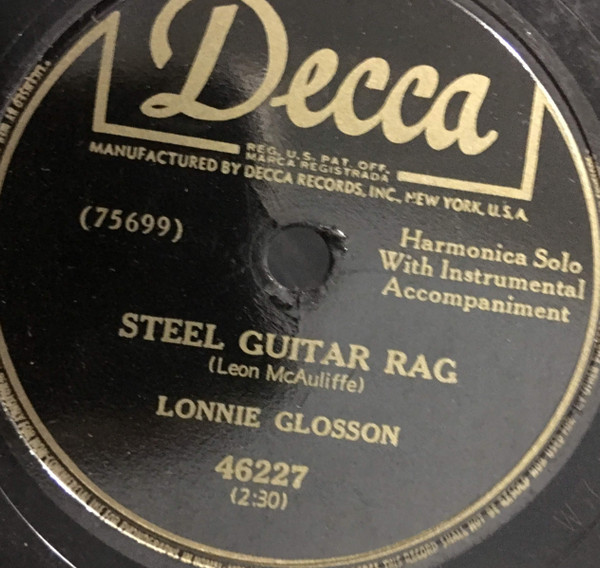 Decca
REG. U.S. PAT. OFF.
MARCA REGISTRADA
MANUFACTURED BY DECCA RECORDS, INC., NEW YORK, U.S.A.
(75699)
Harmonica Solo
With Instrumental
Accompaniment
STEEL GUITAR RAG
(Leon McAuliffe)
LONNIE GLOSSON
46227
(2:30)